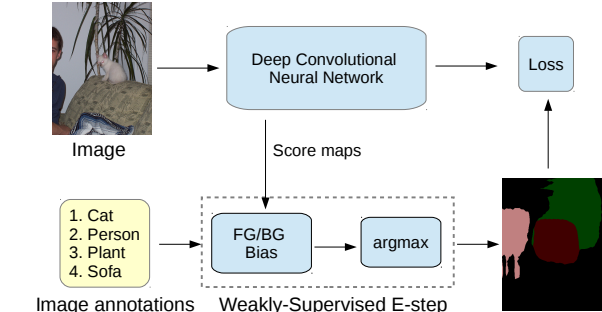 Deep Convolutional
Neural Network
Loss
Image
Score maps
1. Cat
2. Person
3. Plant
4. Sofa
FG/BG
Bias
argmax
Image annotations
Weakly-Supervised E-step